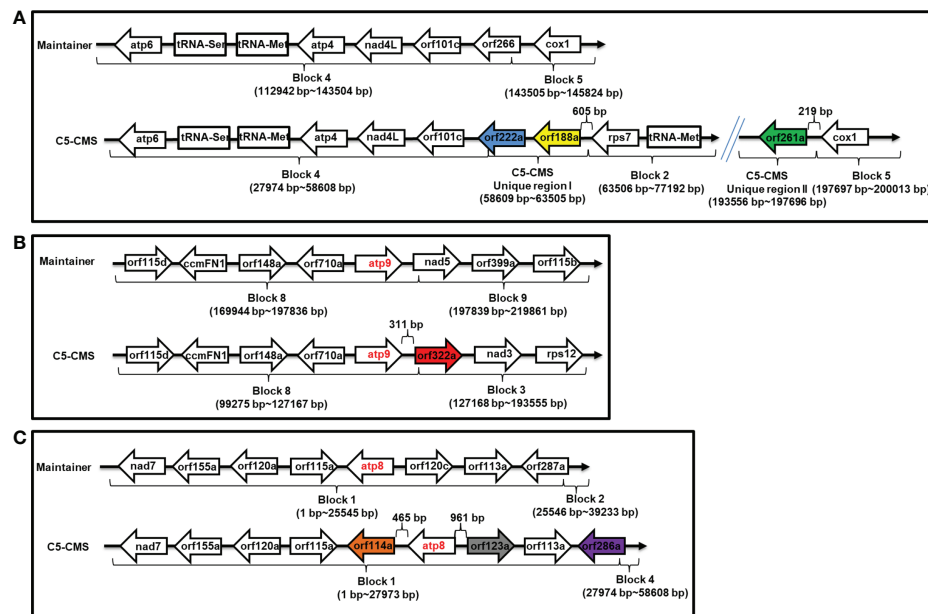 A
Maintainer
atp6 tRNA-Ser tRNA-Met atp4 nad4L orf101c orf266 cox1
Block 4
(112942 bp~143504 bp)
Block 5
(143505 bp~145824 bp)
605 bp
219 bp
C5-CMS
atp6 tRNA-Ser tRNA-Met atp4 nad4L orf101c orf222a orf188a rps7 tRNA-Met orf261a cox1
Block 4
(27974 bp~58608 bp)
C5-CMS
Unique region I
(58609 bp~63505 bp)
Block 2
(63506 bp~77192 bp)
C5-CMS
Unique region II
(193556 bp~197696 bp)
Block 5
(197697 bp~200013 bp)
B
Maintainer
orf115d ccmFN1 orf148a orf710a atp9 nad5 orf399a orf115b
Block 8
(169944 bp~197836 bp)
Block 9
(197839 bp~219861 bp)
311 bp
C5-CMS
orf115d ccmFN1 orf148a orf710a atp9 orf322a nad3 rps12
Block 8
(99275 bp~127167 bp)
Block 3
(127168 bp~193555 bp)
C
Maintainer
nad7 orf155a orf120a orf115a atp8 orf120c orf113a orf287a
Block 1
(1 bp~25545 bp)
Block 2
(25546 bp~39233 bp)
465 bp
961 bp
C5-CMS
nad7 orf155a orf120a orf115a orf114a atp8 orf123a orf113a orf286a
Block 1
(1 bp~27973 bp)
Block 4
(27974 bp~58608 bp)